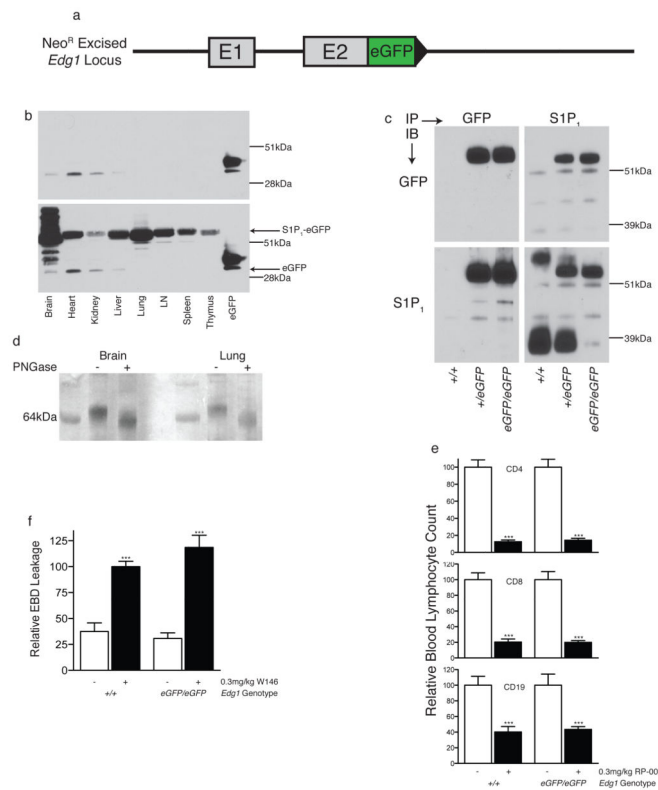 a
Neo^R Excised
Edg1 Locus
E1
E2
eGFP
b
51kDa
28kDa
S1P₁-eGFP
51kDa
eGFP
28kDa
Brain
Heart
Kidney
Liver
Lung
LN
Spleen
Thymus
eGFP
c
IP
GFP
S1P₁
IB
GFP
51kDa
39kDa
S1P₁
51kDa
39kDa
+/+
+/eGFP
eGFP/eGFP
+/+
+/eGFP
eGFP/eGFP
d
Brain
Lung
PNGase
- + - +
64kDa
e
Relative Blood Lymphocyte Count
100
80
60
40
20
0
CD4
*** ***
120
100
80
60
40
20
0
CD8
*** ***
120
100
80
60
40
20
0
CD19
*** ***
- + - + 0.3mg/kg RP-00
+/+ eGFP/eGFP Edg1 Genotype
f
Relative EBD Leakage
125
100
75
50
25
*** ***
- + - + 0.3mg/kg W146
+/+ eGFP/eGFP Edg1 Genotype